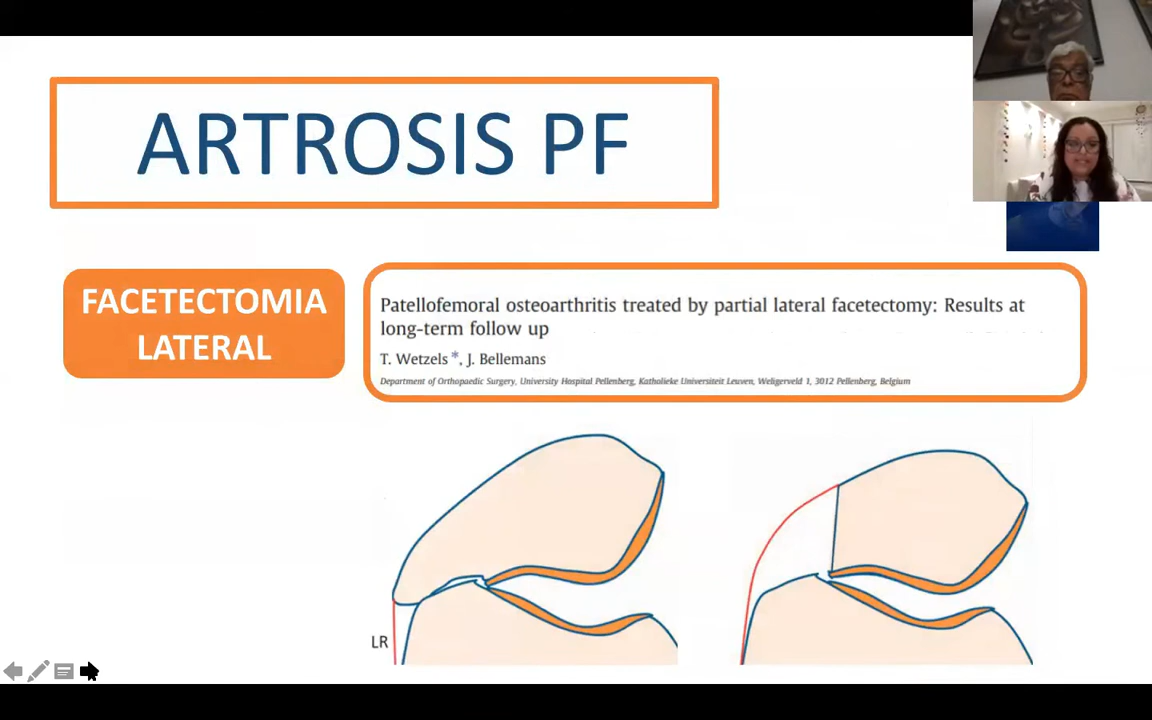 ARTROSIS PF
FACETECTOMIA
LATERAL
Patellofemoral osteoarthritis treated by partial lateral facetectomy: Results at
long-term follow up
T. Wetzels *, J. Bellemans
Department of Orthopaedic Surgery, University Hospital Pellenberg, Katholieke Universiteit Leuven, Weligerveld 1, 3012 Pellenberg, Belgium
LR